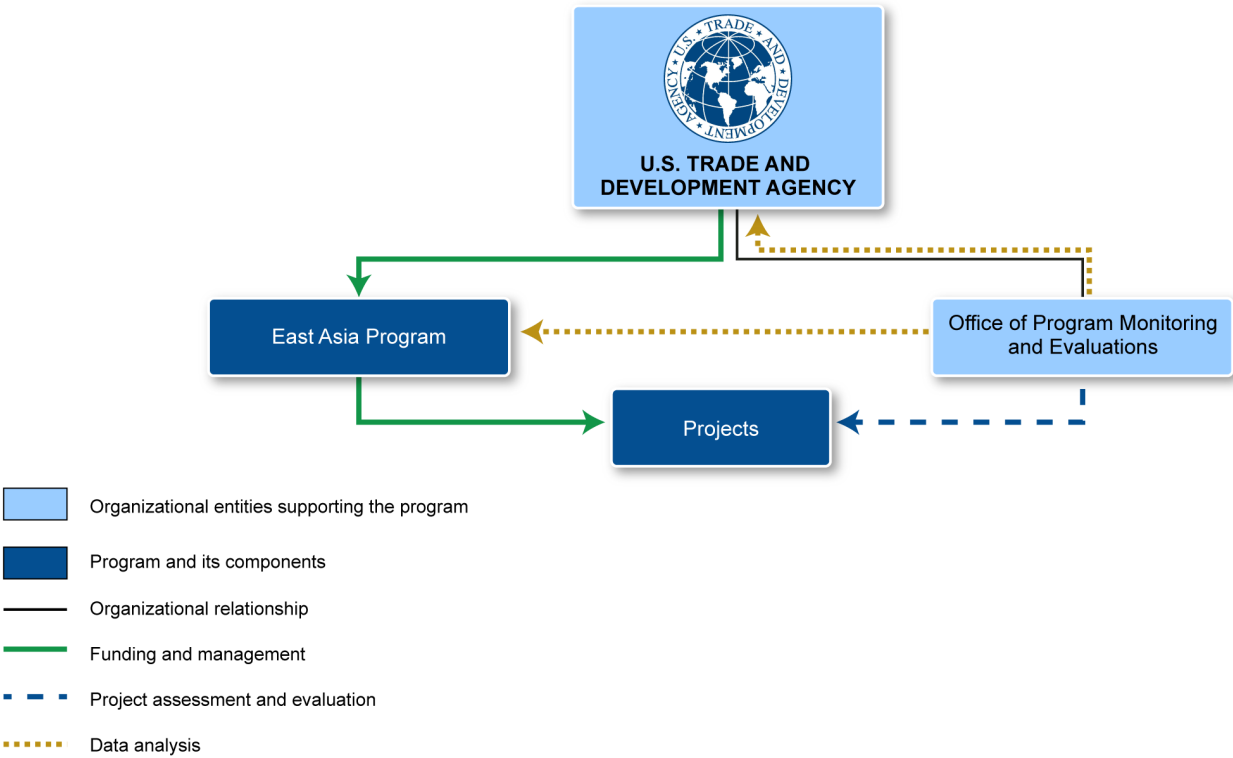 U.S. ★ TRADE ★ AND ★ DEVELOPMENT ★ AGENCY ★
U.S. TRADE AND
DEVELOPMENT AGENCY
East Asia Program
Office of Program Monitoring
and Evaluations
Projects
Organizational entities supporting the program
Program and its components
Organizational relationship
Funding and management
Project assessment and evaluation
Data analysis